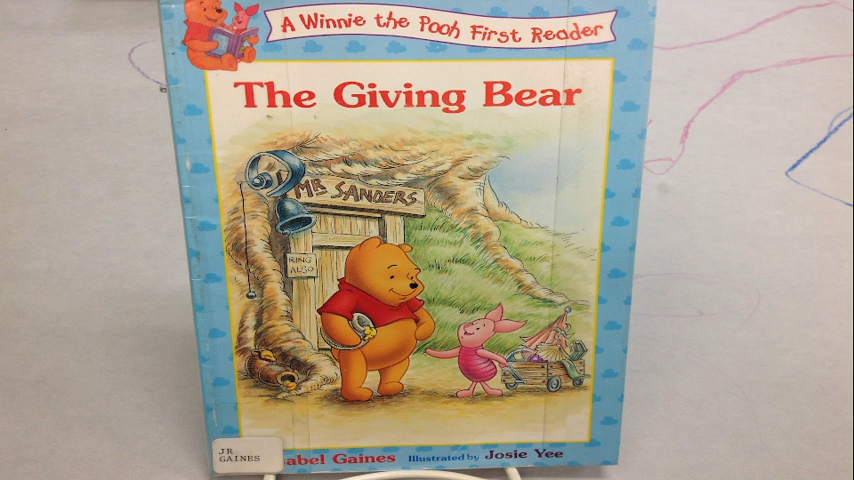 A Winnie the Pooh First Reader
The Giving Bear
MR SANDERS
RING
ALSO
JR
GAINES
abel Gaines Illustrated by Josie Yee